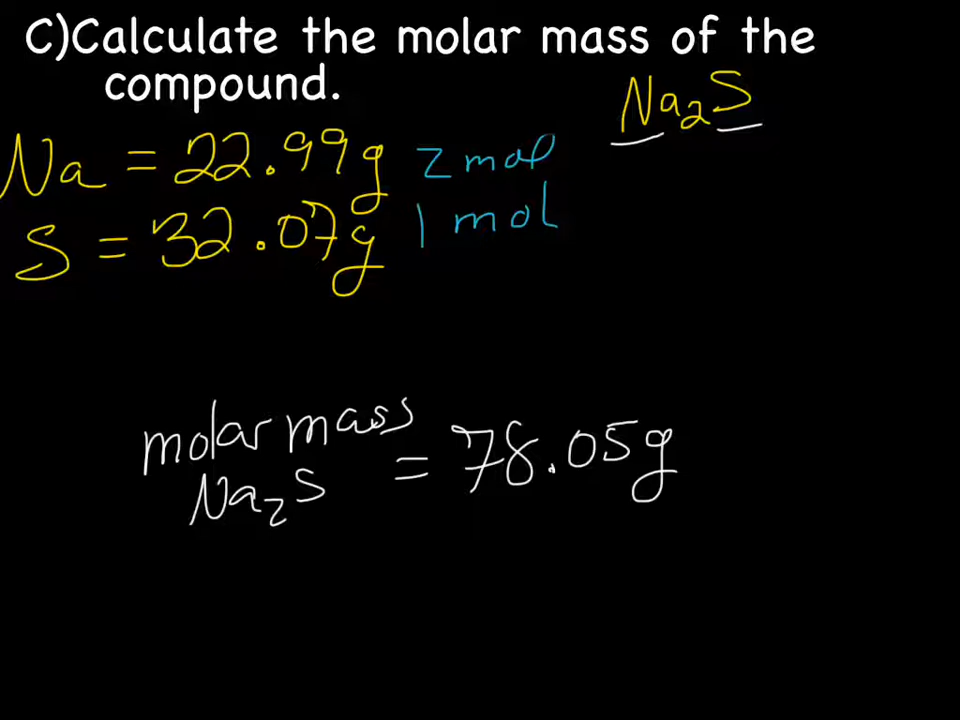 C)Calculate the molar mass of the
compound.
Na₂S
Na = 22.99g 2 mol
S = 32.07g 1 mol
molar mass
Na₂S = 78.05g